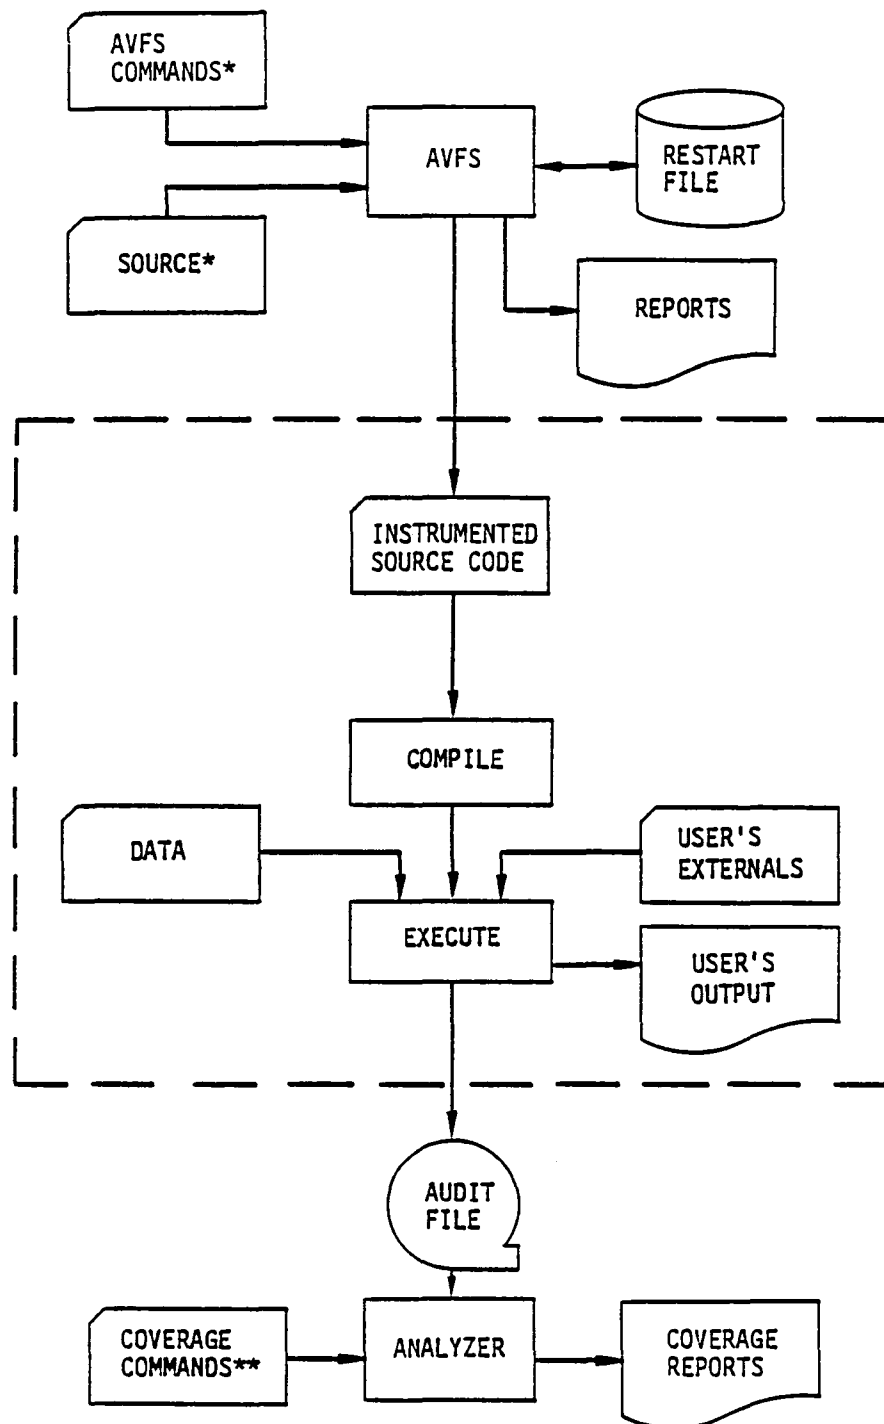 AVFS
COMMANDS*
AVFS
RESTART
FILE
SOURCE*
REPORTS
INSTRUMENTED
SOURCE CODE
COMPILE
DATA
USER'S
EXTERNALS
EXECUTE
USER'S
OUTPUT
AUDIT
FILE
COVERAGE
COMMANDS**
ANALYZER
COVERAGE
REPORTS